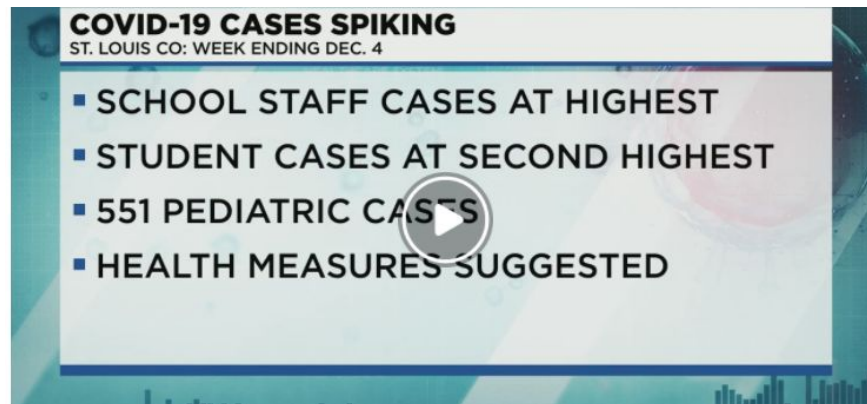 COVID-19 CASES SPIKING
ST. LOUIS CO: WEEK ENDING DEC. 4
▪ SCHOOL STAFF CASES AT HIGHEST
▪ STUDENT CASES AT SECOND HIGHEST
▪ 551 PEDIATRIC CASES
▪ HEALTH MEASURES SUGGESTED